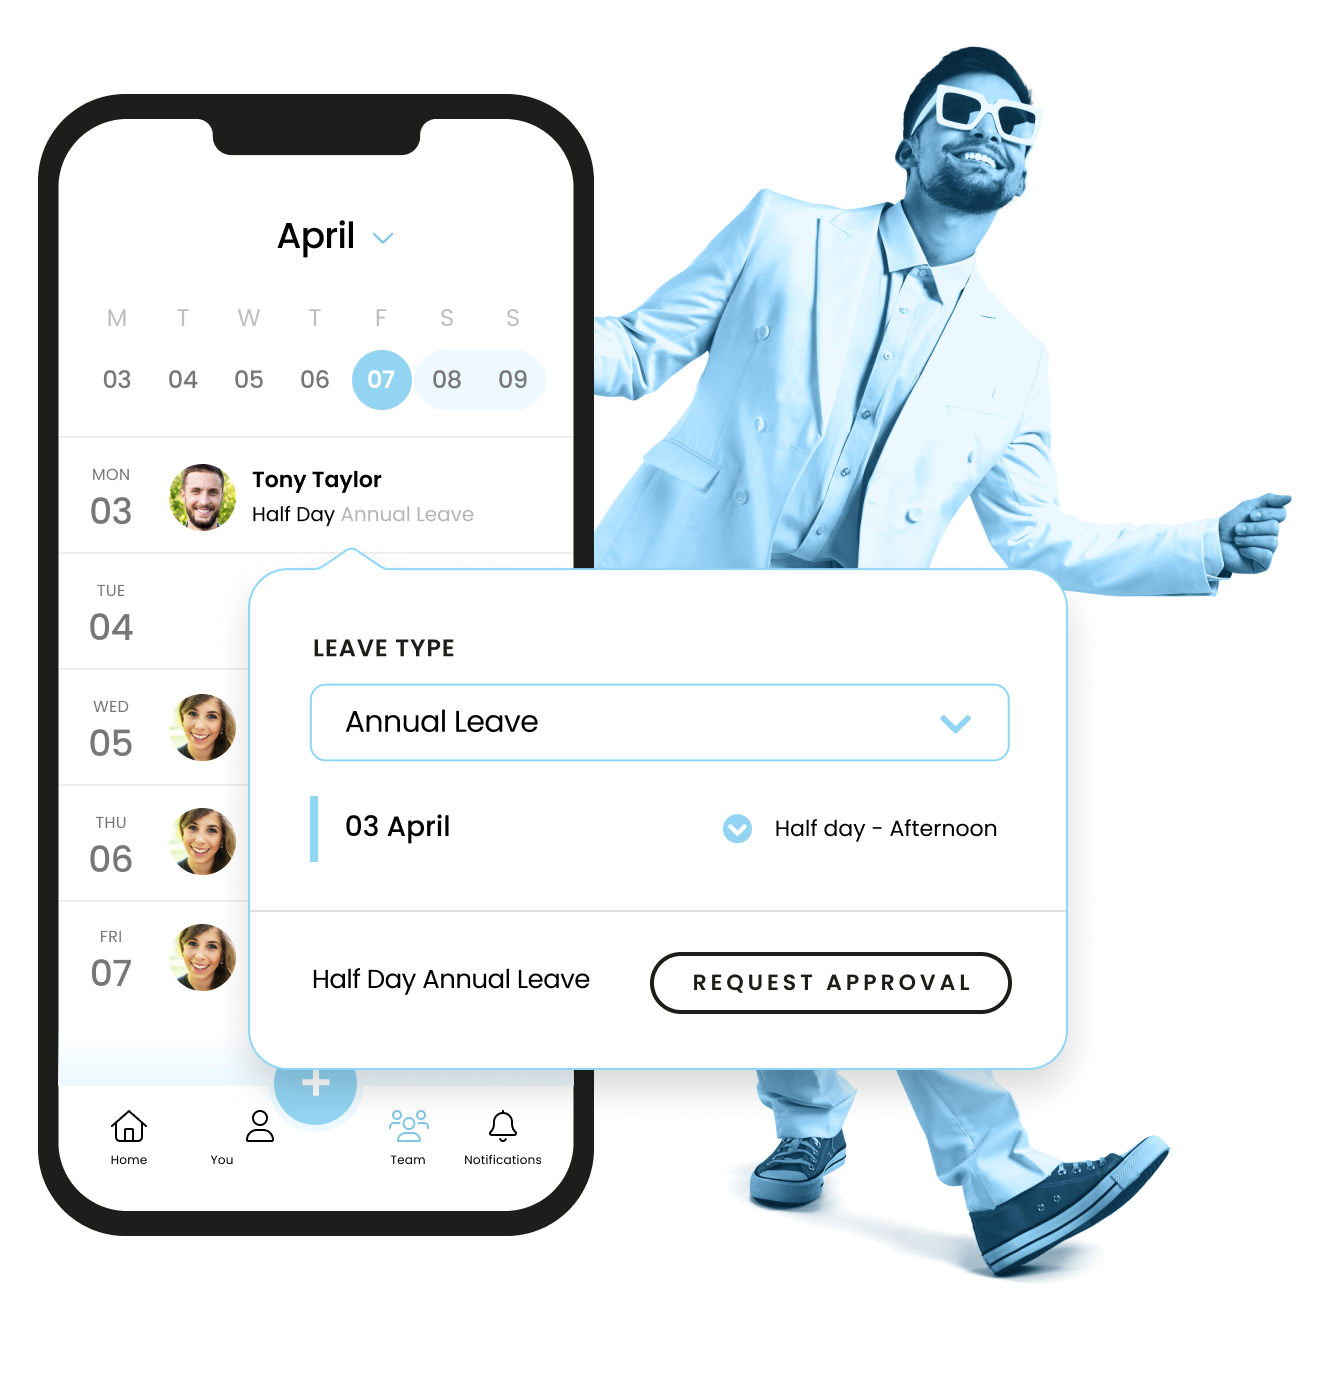 April
M T W T F S S
03 04 05 06 07 08 09
MON
03
Tony Taylor
Half Day Annual Leave
TUE
04
WED
05
THU
06
FRI
07
LEAVE TYPE
Annual Leave
03 April
Half day - Afternoon
Half Day Annual Leave
REQUEST APPROVAL
+
Home You Team Notifications